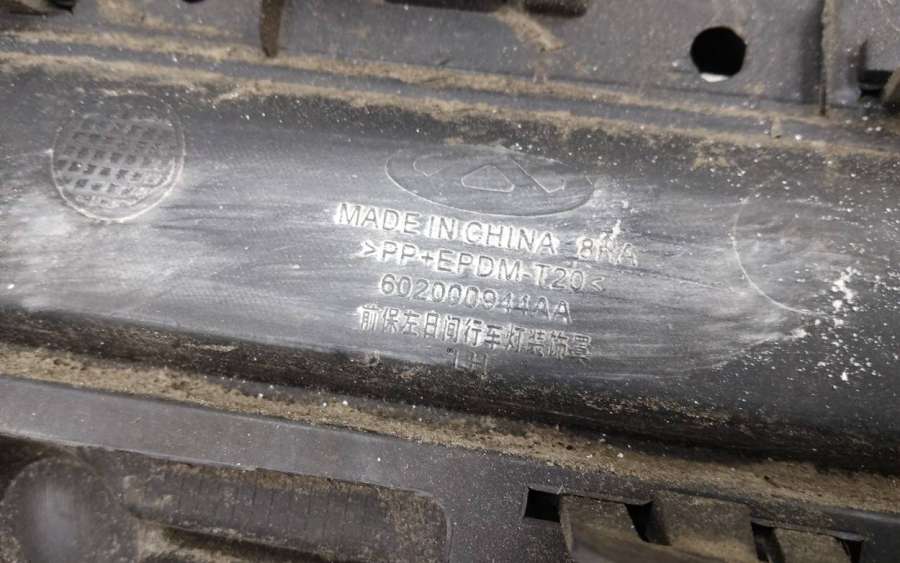 MADE IN CHINA 8RA
>PP+EPDM-T20<
602000944AA
前保左日间行车灯装饰罩
LH